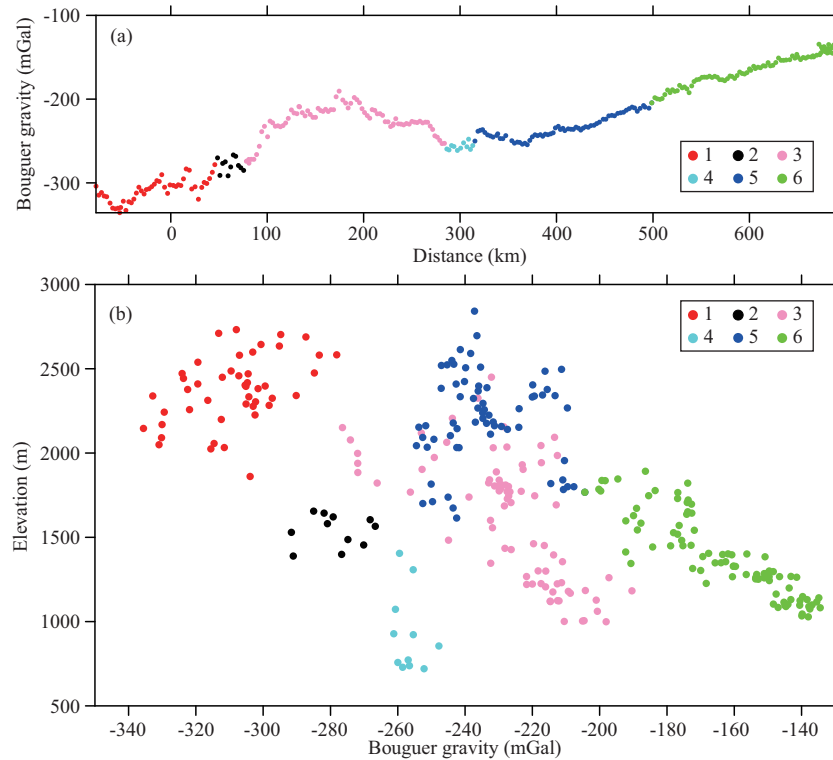 -100
(a)
-200
-300
Bouguer gravity (mGal)
1 2 3
4 5 6
0 100 200 300 400 500 600
Distance (km)
3000
(b)
1 2 3
4 5 6
2500
2000
1500
1000
500
Elevation (m)
-340 -320 -300 -280 -260 -240 -220 -200 -180 -160 -140
Bouguer gravity (mGal)